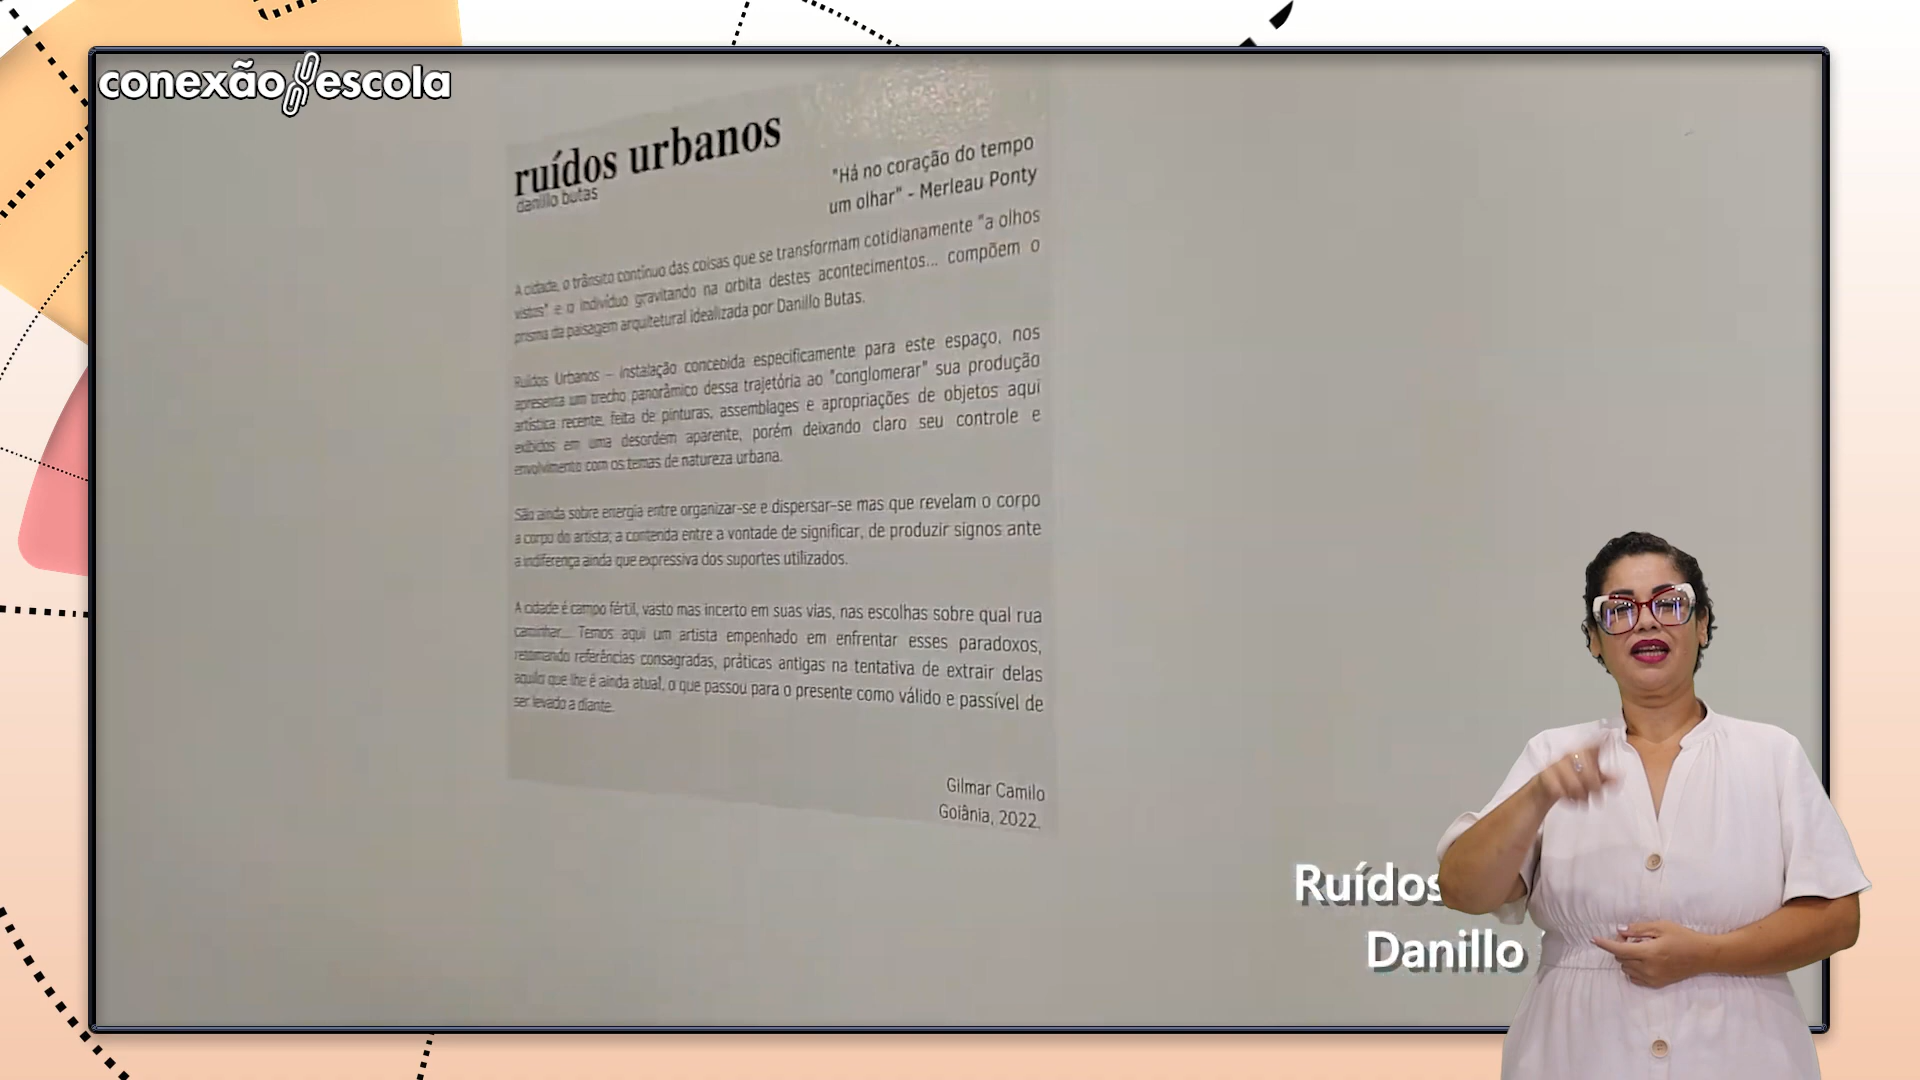 conexão escola
ruídos urbanos
danillo butas
"Há no coração do tempo
um olhar" - Merleau Ponty
A cidade, o trânsito contínuo das coisas que se transformam cotidianamente "a olhos
vistos" e o indivíduo gravitando na orbita destes acontecimentos... compõem o
prisma da paisagem arquitetural idealizada por Danillo Butas.
Ruídos Urbanos – instalação concebida especificamente para este espaço, nos
apresenta um trecho panorâmico dessa trajetória ao "conglomerar" sua produção
artística recente, feita de pinturas, assemblages e apropriações de objetos aqui
exibidos em uma desordem aparente, porém deixando claro seu controle e
envolvimento com os temas de natureza urbana.
São ainda sobre energia entre organizar-se e dispersar-se mas que revelam o corpo
a corpo do artista; a contenda entre a vontade de significar, de produzir signos ante
a indiferença ainda que expressiva dos suportes utilizados.
A cidade é campo fértil, vasto mas incerto em suas vias, nas escolhas sobre qual rua
caminhar... Temos aqui um artista empenhado em enfrentar esses paradoxos,
retomando referências consagradas, práticas antigas na tentativa de extrair delas
aquilo que lhe é ainda atual, o que passou para o presente como válido e passível de
ser levado a diante.
Gilmar Camilo
Goiânia, 2022.
Ruídos
Danillo